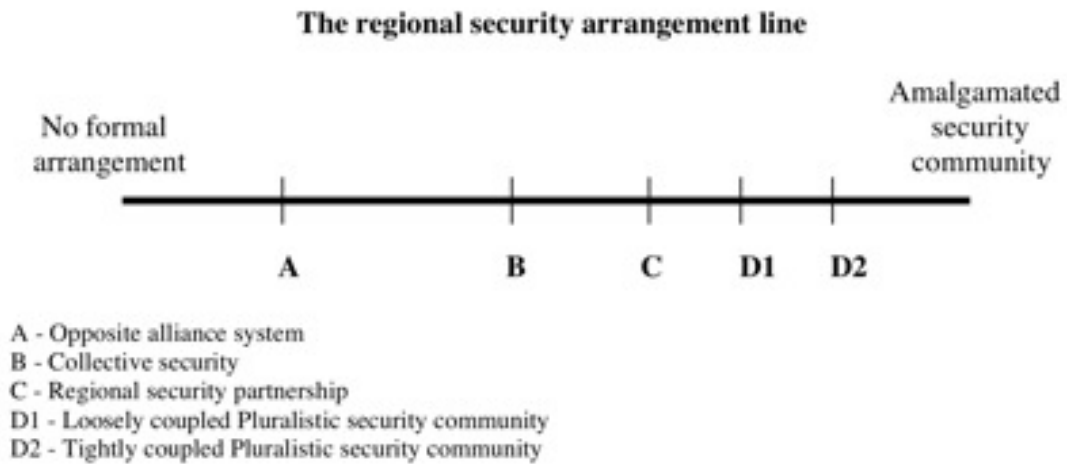 The regional security arrangement line
No formal
arrangement
Amalgamated
security
community
A
B
C
D1
D2
A - Opposite alliance system
B - Collective security
C - Regional security partnership
D1 - Loosely coupled Pluralistic security community
D2 - Tightly coupled Pluralistic security community